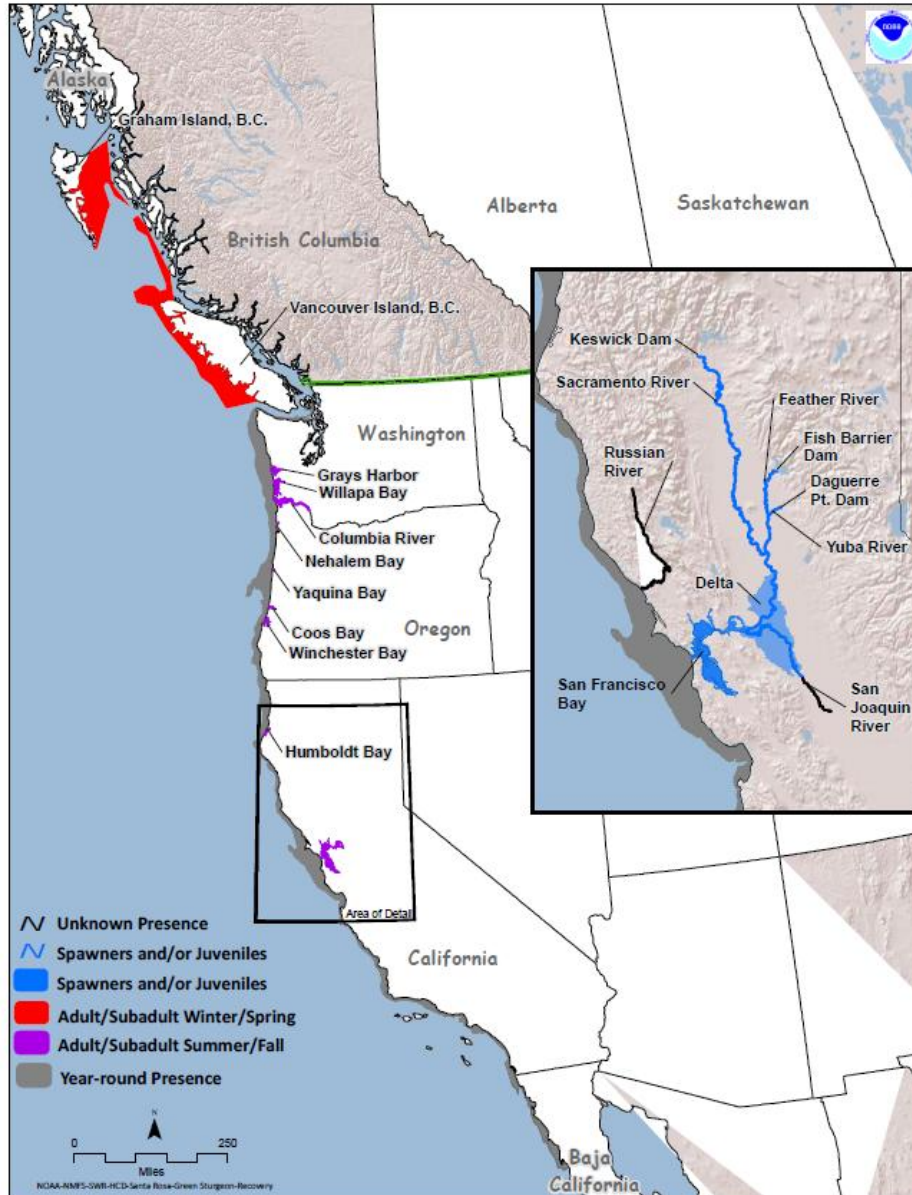 noaa
Alaska
Graham Island, B.C.
Alberta
Saskatchewan
British Columbia
Vancouver Island, B.C.
Washington
Grays Harbor
Willapa Bay
Columbia River
Nehalem Bay
Yaquina Bay
Coos Bay
Oregon
Winchester Bay
Humboldt Bay
Area of Detail
California
Baja
California
Keswick Dam
Sacramento River
Feather River
Fish Barrier
Dam
Russian
River
Daguerre
Pt. Dam
Yuba River
Delta
San Francisco
Bay
San
Joaquin
River
Unknown Presence
Spawners and/or Juveniles
Spawners and/or Juveniles
Adult/Subadult Winter/Spring
Adult/Subadult Summer/Fall
Year-round Presence
N
0 250
Miles
NOAA-NMFS-SWR-HCD-Santa Rosa-Green Sturgeon-Recovery